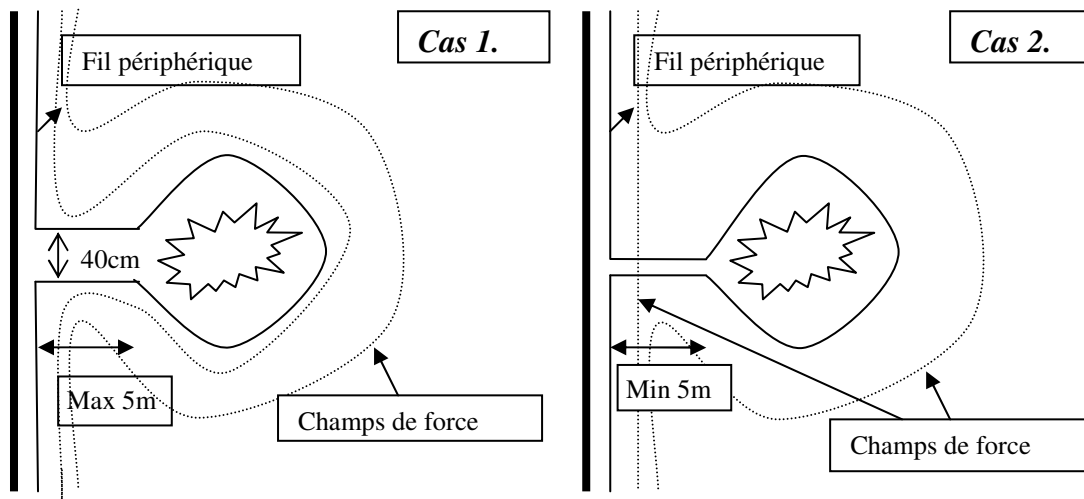 Cas 1.
Fil périphérique
40cm
Max 5m
Champs de force
Cas 2.
Fil périphérique
Min 5m
Champs de force